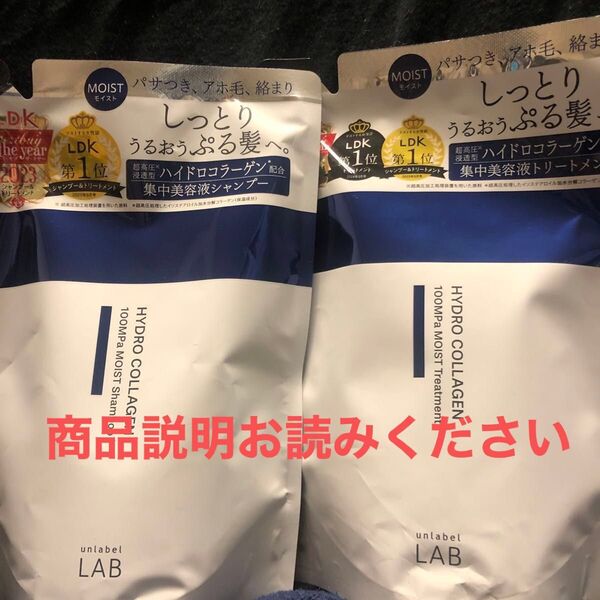 MOIST
モイスト
パサつき、アホ毛、絡まり
しっとり
うるおうぷる髪へ。
LDK
the Year
2023
LDK
第1位
シャンプー&トリートメント
超高圧※
浸透型
ハイドロコラーゲン*配合
集中美容液シャンプー
HYDRO COLLAGEN
100MPa MOIST Shampoo
unlabel
LAB
MOIST
モイスト
パサつき、アホ毛、絡ま
しっとり
うるおうぷる髪へ
LDK
第1位
LDK
第1位
シャンプー&トリートメント
超高圧※
浸透型
ハイドロコラーゲン
集中美容液トリートメント
HYDRO COLLAGEN
100MPa MOIST Treatment
unlabel
LAB
商品説明お読みください